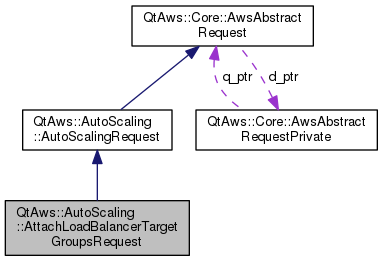 QtAws::Core::AwsAbstract
Request
q_ptr
d_ptr
QtAws::AutoScaling
::AutoScalingRequest
QtAws::Core::AwsAbstract
RequestPrivate
QtAws::AutoScaling
::AttachLoadBalancerTarget
GroupsRequest